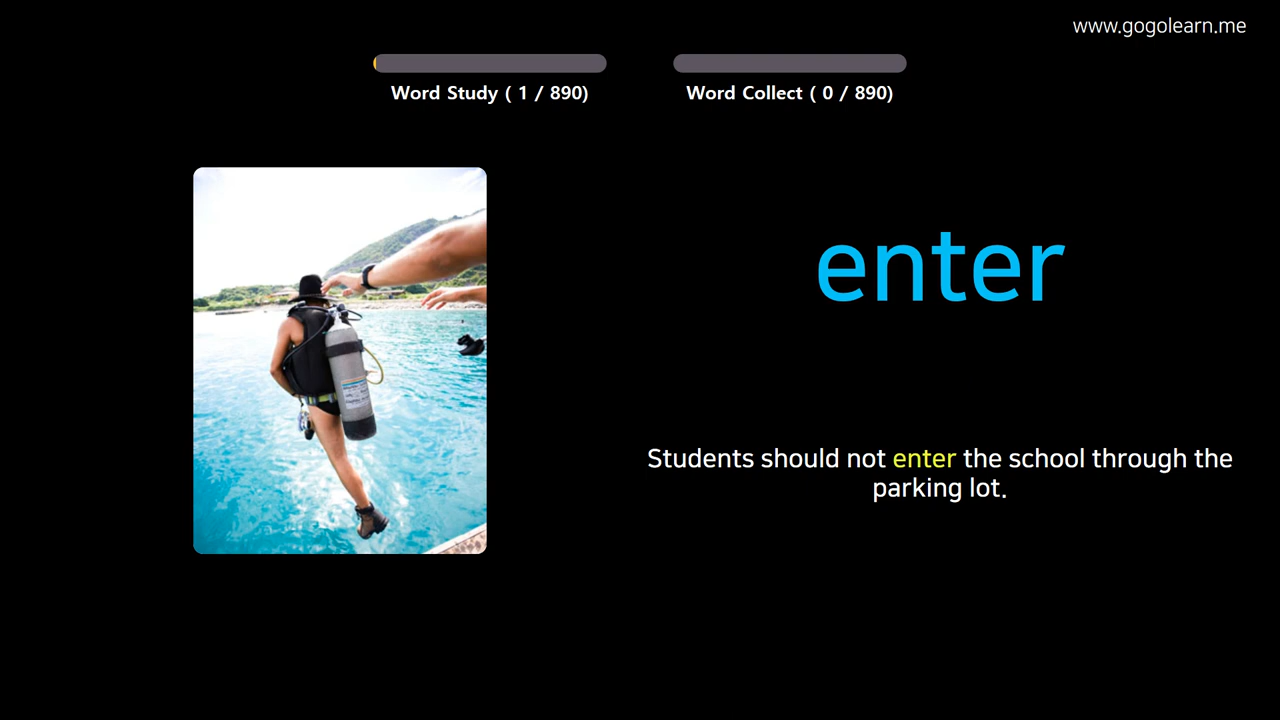 www.gogolearn.me
Word Study ( 1 / 890)
Word Collect ( 0 / 890)
enter
Students should not enter the school through the
parking lot.